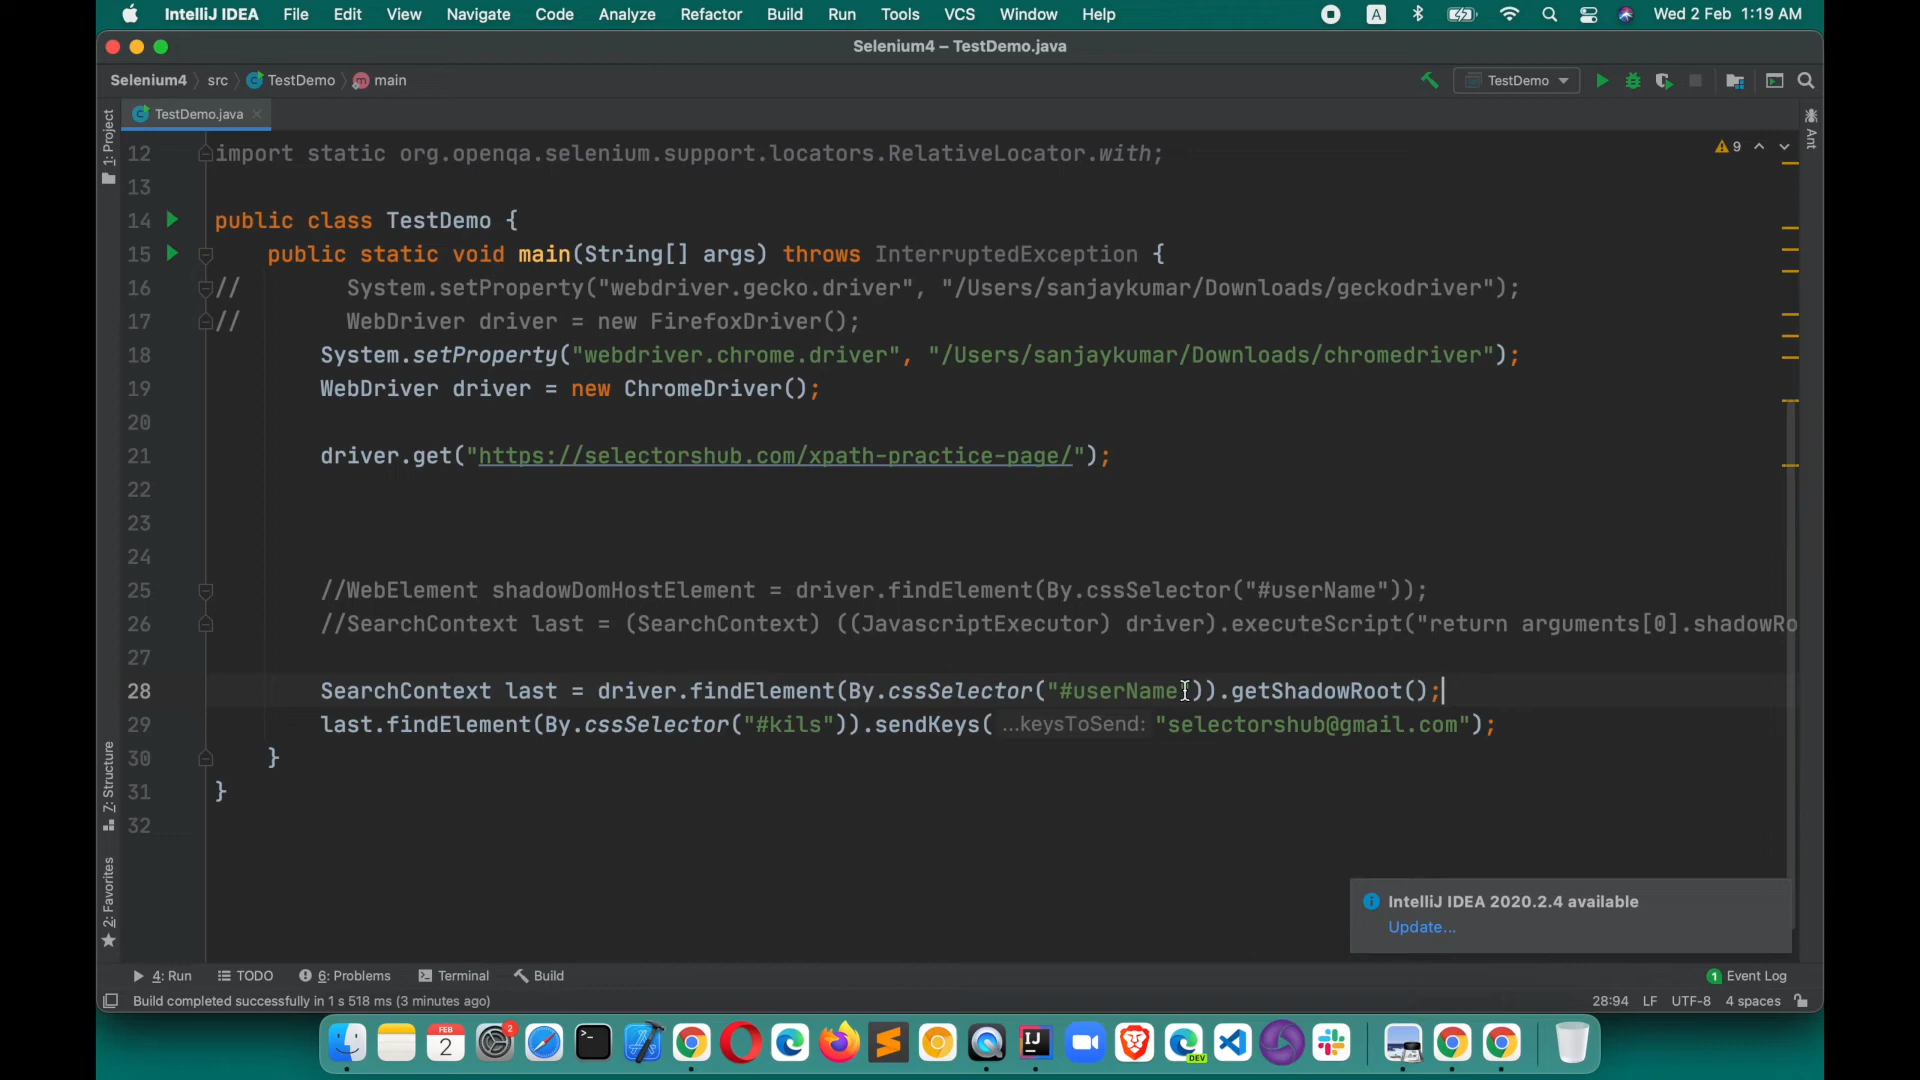 IntelliJ IDEA File Edit View Navigate Code Analyze Refactor Build Run Tools VCS Window Help A Wed 2 Feb 1:19 AM
Selenium4 – TestDemo.java
Selenium4 src TestDemo main TestDemo
TestDemo.java
1: Project
Ant
9
12 import static org.openqa.selenium.support.locators.RelativeLocator.with;
13
14 public class TestDemo {
15 public static void main(String[] args) throws InterruptedException {
16 // System.setProperty("webdriver.gecko.driver", "/Users/sanjaykumar/Downloads/geckodriver");
17 // WebDriver driver = new FirefoxDriver();
18 System.setProperty("webdriver.chrome.driver", "/Users/sanjaykumar/Downloads/chromedriver");
19 WebDriver driver = new ChromeDriver();
20
21 driver.get("https://selectorshub.com/xpath-practice-page/");
22
23
24
25 //WebElement shadowDomHostElement = driver.findElement(By.cssSelector("#userName"));
26 //SearchContext last = (SearchContext) ((JavascriptExecutor) driver).executeScript("return arguments[0].shadowRo
27
28 SearchContext last = driver.findElement(By.cssSelector("#userName")).getShadowRoot();
29 last.findElement(By.cssSelector("#kils")).sendKeys( ...keysToSend: "selectorshub@gmail.com");
30 }
31 }
32
7: Structure
2: Favorites
IntelliJ IDEA 2020.2.4 available
Update...
4: Run TODO 6: Problems Terminal Build 1 Event Log
Build completed successfully in 1 s 518 ms (3 minutes ago) 28:94 LF UTF-8 4 spaces
FEB
2
2
>_
IJ
DEV